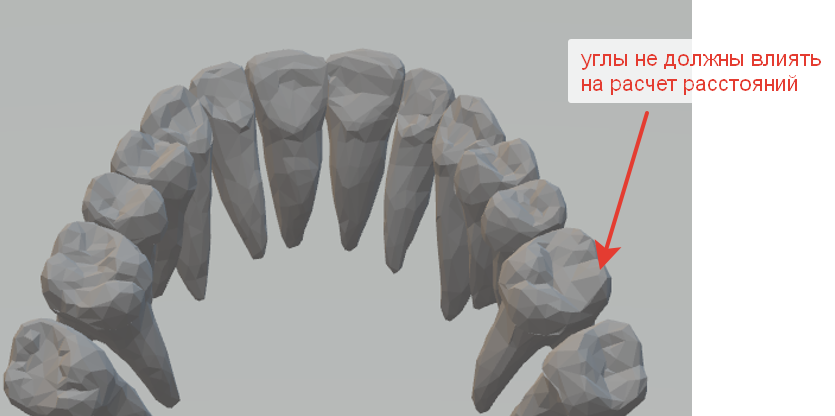 углы не должны влиять
на расчет расстояний